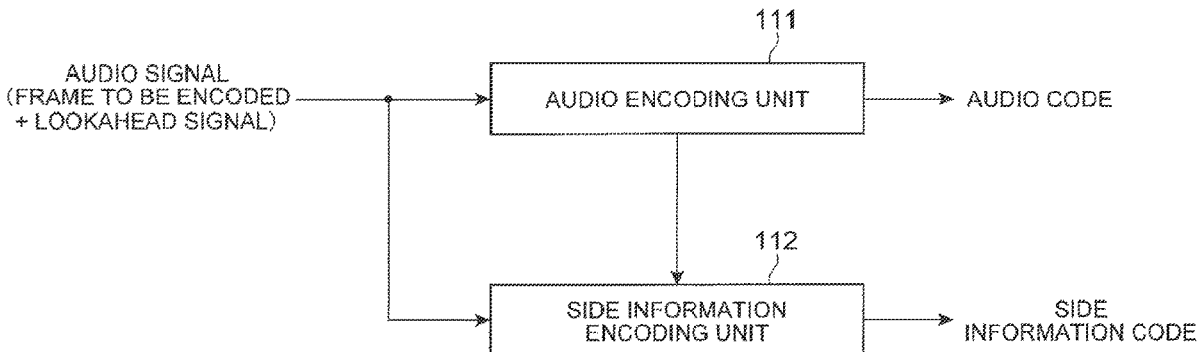 111
AUDIO SIGNAL
(FRAME TO BE ENCODED
+ LOOKAHEAD SIGNAL)
AUDIO ENCODING UNIT
AUDIO CODE
112
SIDE INFORMATION
ENCODING UNIT
SIDE
INFORMATION CODE